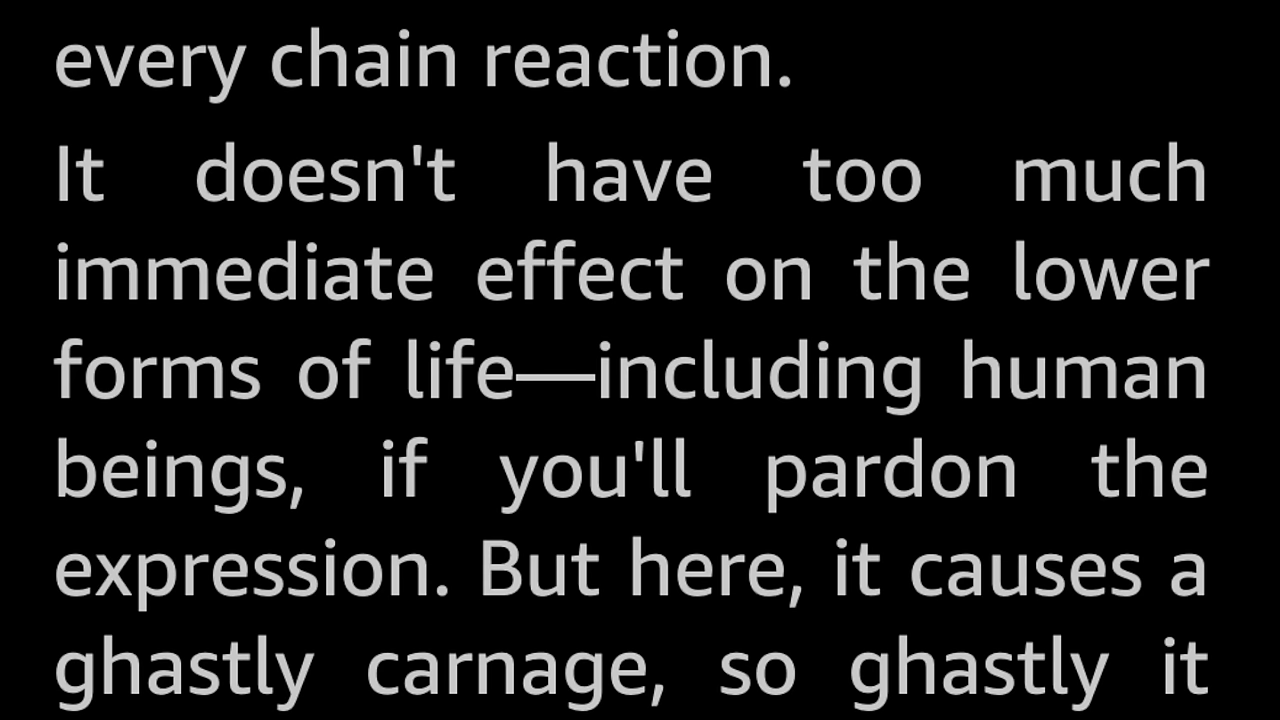 every chain reaction.
It doesn't have too much
immediate effect on the lower
forms of life—including human
beings, if you'll pardon the
expression. But here, it causes a
ghastly carnage, so ghastly it